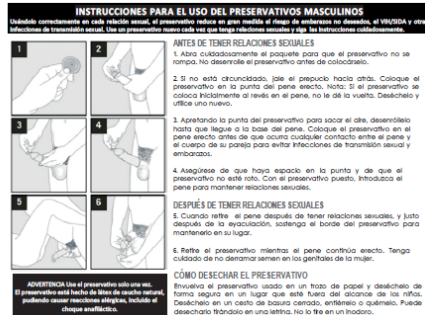 INSTRUCCIONES PARA EL USO DEL PRESERVATIVOS MASCULINOS
Usándolo correctamente en cada relación sexual, el preservativo reduce en gran medida el riesgo de embarazos no deseados, el VIH/SIDA y otras
infecciones de transmisión sexual. Use un preservativo nuevo cada vez que tenga relaciones sexuales y siga las instrucciones cuidadosamente.
1
2
3
4
5
6
ADVERTENCIA Use el preservativo solo una vez.
El preservativo está hecho de látex de caucho natural,
pudiendo causar reacciones alérgicas, incluido el
choque anafiláctico.
ANTES DE TENER RELACIONES SEXUALES
1. Abra cuidadosamente el paquete para que el preservativo no se
rompa. No desenrolle el preservativo antes de colocárselo.
2. Si no está circuncidado, jale el prepucio hacia atrás. Coloque el
preservativo en la punta del pene erecto. Nota: Si el preservativo se
coloca inicialmente al revés en el pene, no le dé la vuelta. Deséchelo y
utilice uno nuevo.
3. Apretando la punta del preservativo para sacar el aire, desenróllelo
hasta que llegue a la base del pene. Coloque el preservativo en el
pene erecto antes de que ocurra cualquier contacto entre el pene y
el cuerpo de su pareja para evitar infecciones de transmisión sexual y
embarazos.
4. Asegúrese de que haya espacio en la punta y de que el
preservativo no esté roto. Con el preservativo puesto, introduzca el
pene para mantener relaciones sexuales.
DESPUÉS DE TENER RELACIONES SEXUALES
5. Cuando retire el pene después de tener relaciones sexuales, y justo
después de la eyaculación, sostenga el borde del preservativo para
mantenerlo en su lugar.
6. Retire el preservativo mientras el pene continúa erecto. Tenga
cuidado de no derramar semen en los genitales de la mujer.
CÓMO DESECHAR EL PRESERVATIVO
Envuelva el preservativo usado en un trozo de papel y deséchelo de
forma segura en un lugar que esté fuera del alcance de los niños.
Deséchelo en un cesto de basura cerrado, entiérrelo o quémelo. Puede
desecharlo tirándolo en una letrina. No lo tire en un inodoro.